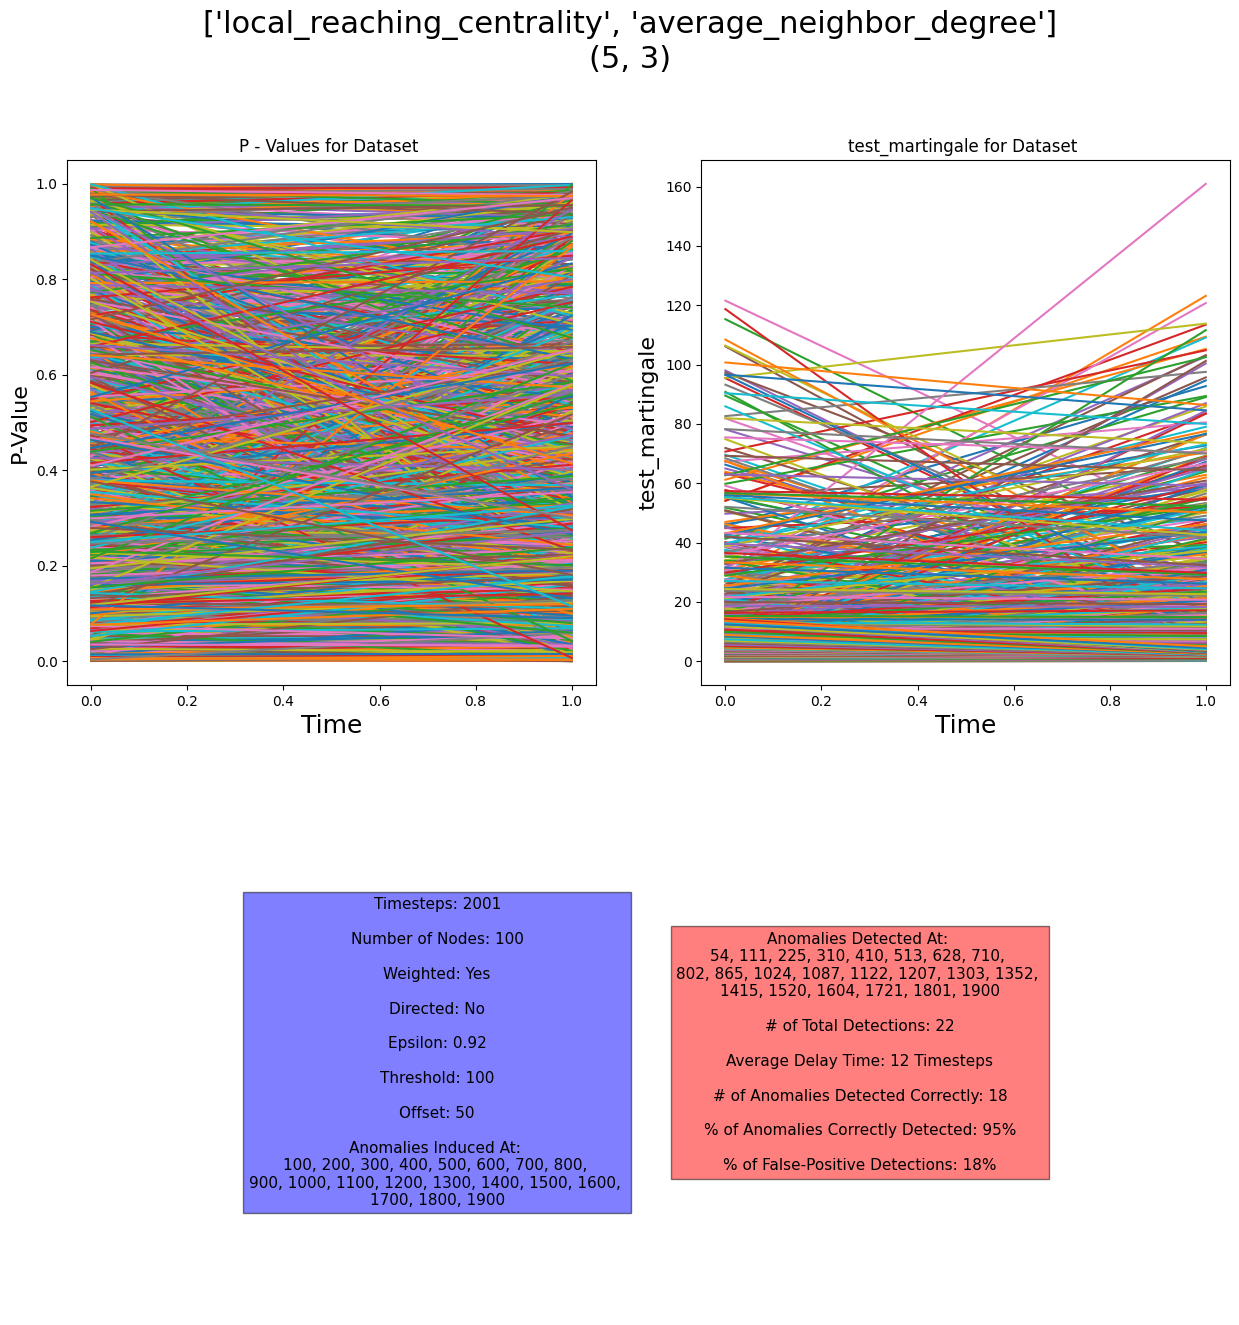 ['local_reaching_centrality', 'average_neighbor_degree']
(5, 3)
P - Values for Dataset
P-Value
1.0
0.8
0.6
0.4
0.2
0.0
0.0 0.2 0.4 0.6 0.8 1.0
Time
test_martingale for Dataset
test_martingale
160
140
120
100
80
60
40
20
0
0.0 0.2 0.4 0.6 0.8 1.0
Time
Timesteps: 2001
Number of Nodes: 100
Weighted: Yes
Directed: No
Epsilon: 0.92
Threshold: 100
Offset: 50
Anomalies Induced At:
100, 200, 300, 400, 500, 600, 700, 800,
900, 1000, 1100, 1200, 1300, 1400, 1500, 1600,
1700, 1800, 1900
Anomalies Detected At:
54, 111, 225, 310, 410, 513, 628, 710,
802, 865, 1024, 1087, 1122, 1207, 1303, 1352,
1415, 1520, 1604, 1721, 1801, 1900
# of Total Detections: 22
Average Delay Time: 12 Timesteps
# of Anomalies Detected Correctly: 18
% of Anomalies Correctly Detected: 95%
% of False-Positive Detections: 18%